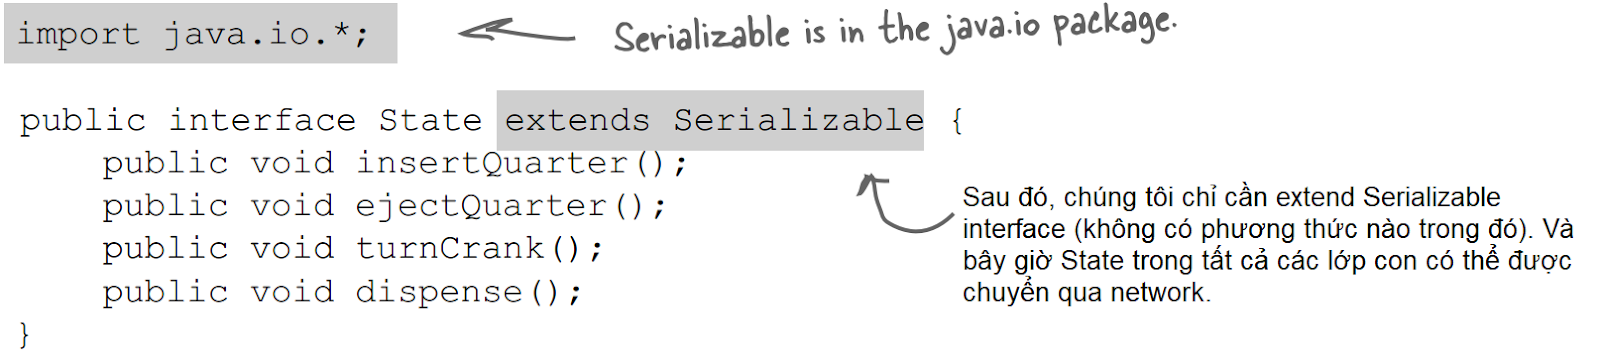 import java.io.*;
Serializable is in the java.io package.
public interface State extends Serializable {
public void insertQuarter();
public void ejectQuarter();
public void turnCrank();
public void dispense();
}
Sau đó, chúng tôi chỉ cần extend Serializable
interface (không có phương thức nào trong đó). Và
bây giờ State trong tất cả các lớp con có thể được
chuyển qua network.